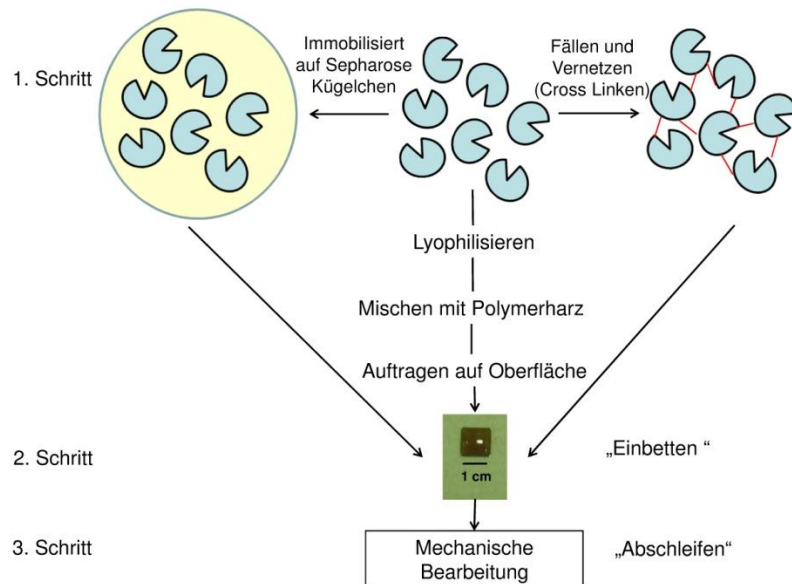 1. Schritt
Immobilisiert
auf Sepharose
Kügelchen
Fällen und
Vernetzen
(Cross Linken)
Lyophilisieren
Mischen mit Polymerharz
Auftragen auf Oberfläche
2. Schritt
1 cm
„Einbetten “
3. Schritt
Mechanische
Bearbeitung
„Abschleifen“